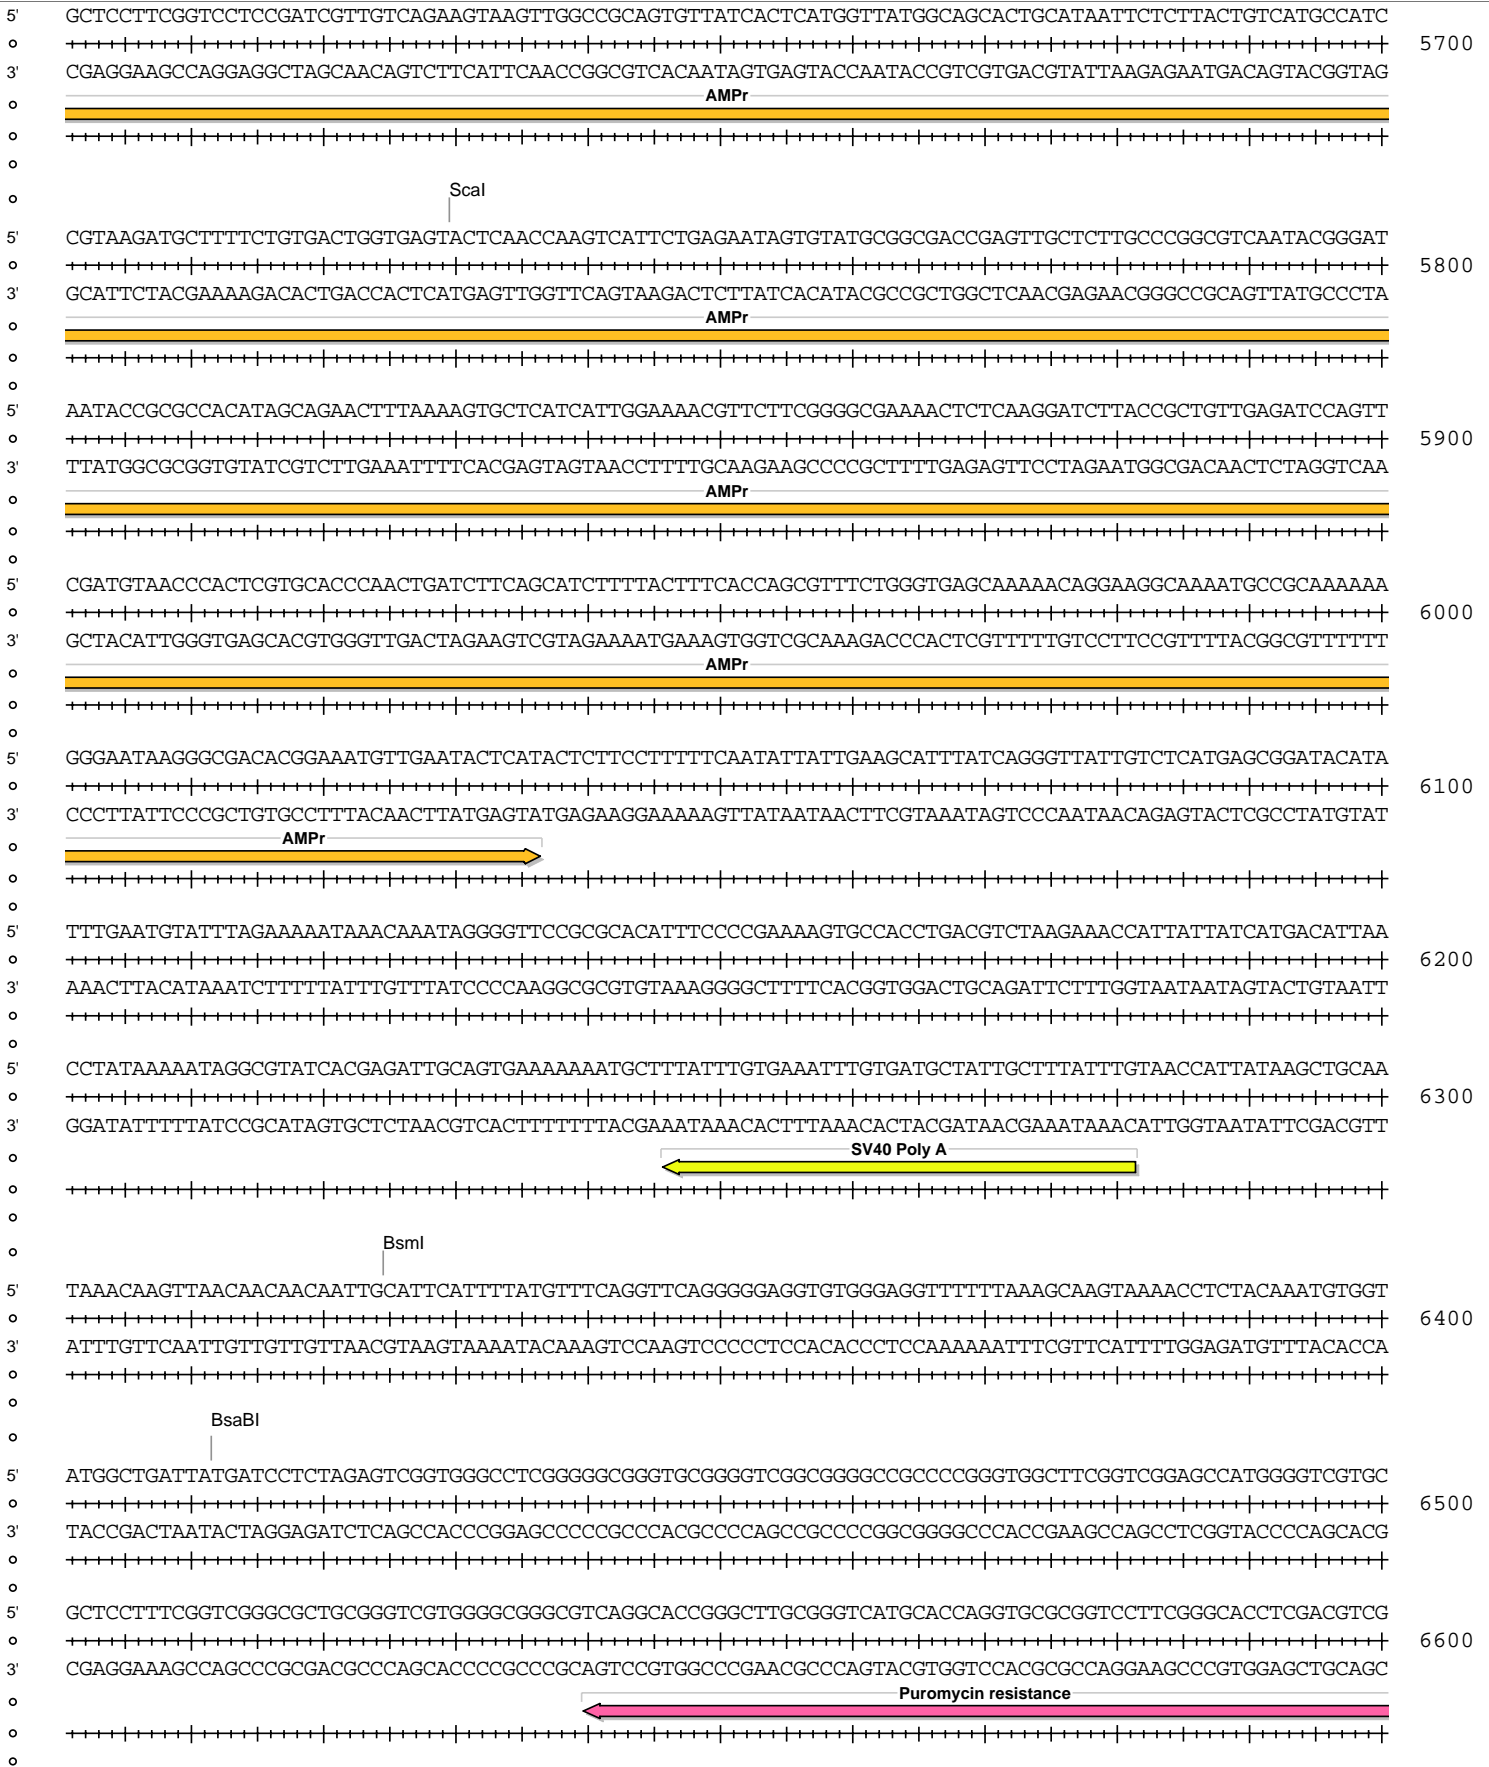 5' GCTCCTTCGGTCCTCCGATCGTTGTCAGAAGTAAGTTGGCCGCAGTGTTATCACTCATGGTTATGGCAGCACTGCATAATTCTCTTACTGTCATGCCATC
5700
3' CGAGGAAGCCAGGAGGCTAGCAACAGTCTTCATTCAACCGGCGTCACAATAGTGAGTACCAATACCGTCGTGACGTATTAAGAGAATGACAGTACGGTAG
AMPr
ScaI
5' CGTAAGATGCTTTTCTGTGACTGGTGAGTACTCAACCAAGTCATTCTGAGAATAGTGTATGCGGCGACCGAGTTGCTCTTGCCCGGCGTCAATACGGGAT
5800
3' GCATTCTACGAAAAGACACTGACCACTCATGAGTTGGTTCAGTAAGACTCTTATCACATACGCCGCTGGCTCAACGAGAACGGGCCGCAGTTATGCCCTA
AMPr
5' AATACCGCGCCACATAGCAGAACTTTAAAAGTGCTCATCATTGGAAAACGTTCTTCGGGGCGAAAACTCTCAAGGATCTTACCGCTGTTGAGATCCAGTT
5900
3' TTATGGCGCGGTGTATCGTCTTGAAATTTTCACGAGTAGTAACCTTTTGCAAGAAGCCCCGCTTTTGAGAGTTCCTAGAATGGCGACAACTCTAGGTCAA
AMPr
5' CGATGTAACCCACTCGTGCACCCAACTGATCTTCAGCATCTTTTACTTTCACCAGCGTTTCTGGGTGAGCAAAAACAGGAAGGCAAAATGCCGCAAAAAA
6000
3' GCTACATTGGGTGAGCACGTGGGTTGACTAGAAGTCGTAGAAAATGAAAGTGGTCGCAAAGACCCACTCGTTTTTGTCCTTCCGTTTTACGGCGTTTTTT
AMPr
5' GGGAATAAGGGCGACACGGAAATGTTGAATACTCATACTCTTCCTTTTTCAATATTATTGAAGCATTTATCAGGGTTATTGTCTCATGAGCGGATACATA
6100
3' CCCTTATTCCCGCTGTGCCTTTACAACTTATGAGTATGAGAAGGAAAAAGTTATAATAACTTCGTAAATAGTCCCAATAACAGAGTACTCGCCTATGTAT
AMPr
5' TTTGAATGTATTTAGAAAAATAAACAAATAGGGGTTCCGCGCACATTTCCCCGAAAAGTGCCACCTGACGTCTAAGAAACCATTATTATCATGACATTAA
6200
3' AAACTTACATAAATCTTTTTATTTGTTTATCCCCAAGGCGCGTGTAAAGGGGCTTTTCACGGTGGACTGCAGATTCTTTGGTAATAATAGTACTGTAATT
5' CCTATAAAAATAGGCGTATCACGAGATTGCAGTGAAAAAAATGCTTTATTTGTGAAATTTGTGATGCTATTGCTTTATTTGTAACCATTATAAGCTGCAA
6300
3' GGATATTTTTATCCGCATAGTGCTCTAACGTCACTTTTTTTACGAAATAAACACTTTAAACACTACGATAACGAAATAAACATTGGTAATATTCGACGTT
SV40 Poly A
BsmI
5' TAAACAAGTTAACAACAACAATTGCATTCATTTTATGTTTCAGGTTCAGGGGGAGGTGTGGGAGGTTTTTTAAAGCAAGTAAAACCTCTACAAATGTGGT
6400
3' ATTTGTTCAATTGTTGTTGTTAACGTAAGTAAAATACAAAGTCCAAGTCCCCCTCCACACCCTCCAAAAAATTTCGTTCATTTTGGAGATGTTTACACCA
BsaBI
5' ATGGCTGATTATGATCCTCTAGAGTCGGTGGGCCTCGGGGGCGGGTGCGGGGTCGGCGGGGCCGCCCCGGGTGGCTTCGGTCGGAGCCATGGGGTCGTGC
6500
3' TACCGACTAATACTAGGAGATCTCAGCCACCCGGAGCCCCCGCCCACGCCCCAGCCGCCCCGGCGGGGCCCACCGAAGCCAGCCTCGGTACCCCAGCACG
5' GCTCCTTTCGGTCGGGCGCTGCGGGTCGTGGGGCGGGCGTCAGGCACCGGGCTTGCGGGTCATGCACCAGGTGCGCGGTCCTTCGGGCACCTCGACGTCG
6600
3' CGAGGAAAGCCAGCCCGCGACGCCCAGCACCCCGCCCGCAGTCCGTGGCCCGAACGCCCAGTACGTGGTCCACGCGCCAGGAAGCCCGTGGAGCTGCAGC
Puromycin resistance